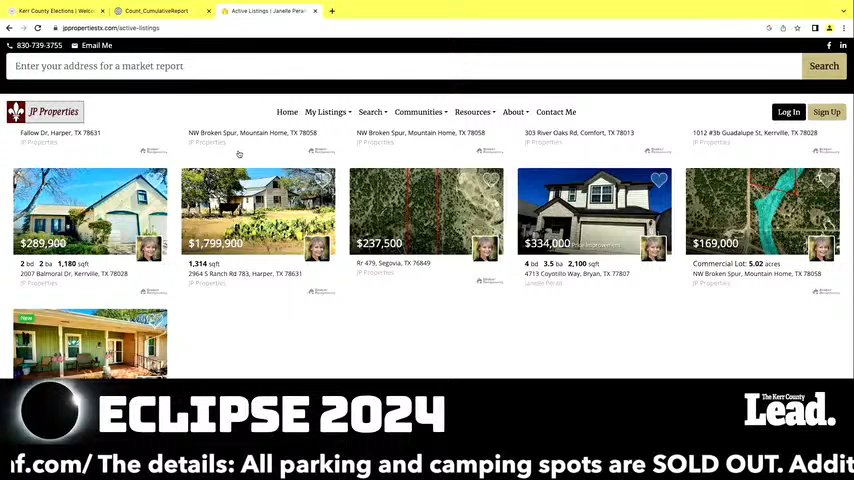 Kerr County Elections | Welco
Count_CumulativeReport
Active Listings | Janelle Pera
jppropertiestx.com/active-listings
830-739-3755 Email Me
Enter your address for a market report
Search
JP Properties
Home My Listings Search Communities Resources About Contact Me
Log In Sign Up
Fallow Dr, Harper, TX 78631
JP Properties
NW Broken Spur, Mountain Home, TX 78058
JP Properties
NW Broken Spur, Mountain Home, TX 78058
JP Properties
303 River Oaks Rd, Comfort, TX 78013
JP Properties
1012 #3b Guadalupe St, Kerrville, TX 78028
JP Properties
$289,900
2 bd 2 ba 1,180 sqft
2007 Balmoral Dr, Kerrville, TX 78028
JP Properties
$1,799,900
1,314 sqft
2964 S Ranch Rd 783, Harper, TX 78631
JP Properties
$237,500
Rr 479, Segovia, TX 76849
JP Properties
$334,000 Price Improvement
4 bd 3.5 ba 2,100 sqft
4713 Coyotillo Way, Bryan, TX 77807
$169,000
Commercial Lot: 5.02 acres
NW Broken Spur, Mountain Home, TX 78058
JP Properties
New
ECLIPSE 2024
The Kerr County
Lead.
af.com/ The details: All parking and camping spots are SOLD OUT. Addit